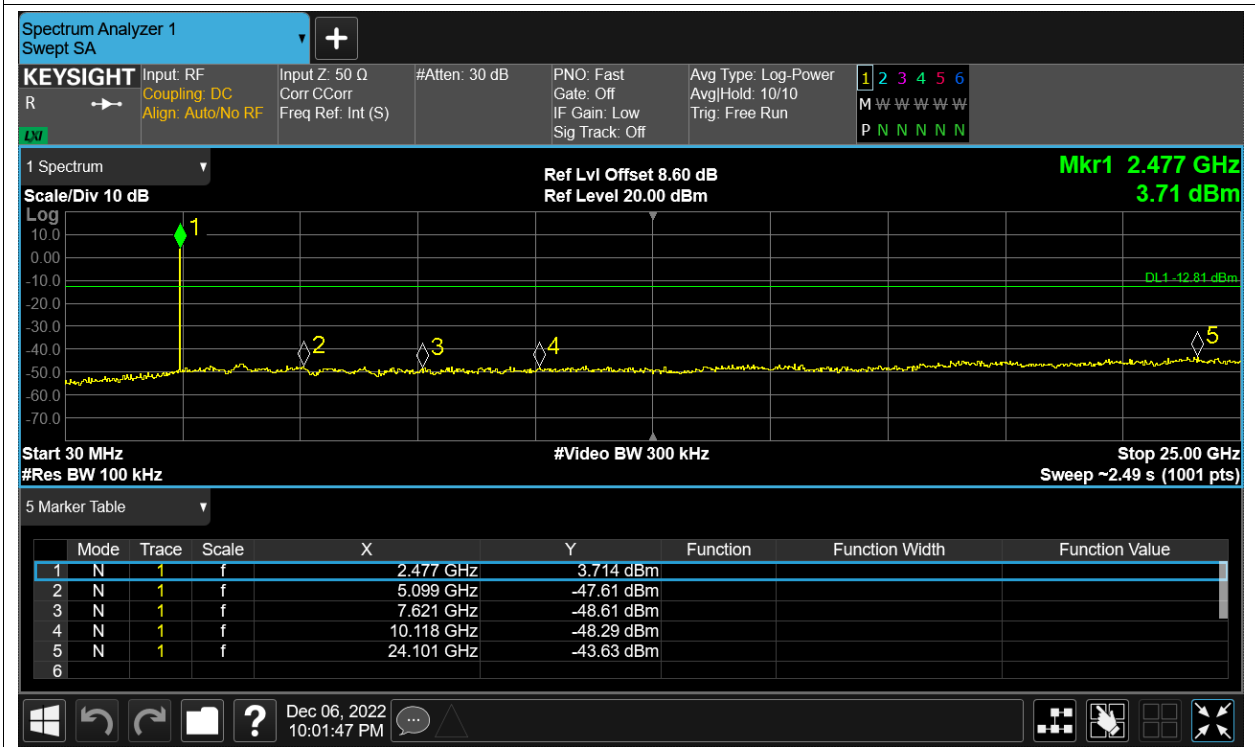 Spectrum Analyzer 1
Swept SA
KEYSIGHT
R
LXI
Input: RF
Coupling: DC
Align: Auto/No RF
Input Z: 50 Ω
Corr CCorr
Freq Ref: Int (S)
#Atten: 30 dB
PNO: Fast
Gate: Off
IF Gain: Low
Sig Track: Off
Avg Type: Log-Power
Avg|Hold: 10/10
Trig: Free Run
1 2 3 4 5 6
M W W W W W
P N N N N N
1 Spectrum
Scale/Div 10 dB
Ref Lvl Offset 8.60 dB
Ref Level 20.00 dBm
Mkr1 2.477 GHz
3.71 dBm
Log
10.0
0.00
-10.0
-20.0
-30.0
-40.0
-50.0
-60.0
-70.0
1
DL1 -12.81 dBm
2
3
4
5
Start 30 MHz
#Video BW 300 kHz
Stop 25.00 GHz
#Res BW 100 kHz
Sweep ~2.49 s (1001 pts)
5 Marker Table
Mode Trace Scale X Y Function Function Width Function Value
1 N 1 f 2.477 GHz 3.714 dBm
2 N 1 f 5.099 GHz -47.61 dBm
3 N 1 f 7.621 GHz -48.61 dBm
4 N 1 f 10.118 GHz -48.29 dBm
5 N 1 f 24.101 GHz -43.63 dBm
6
?
Dec 06, 2022
10:01:47 PM